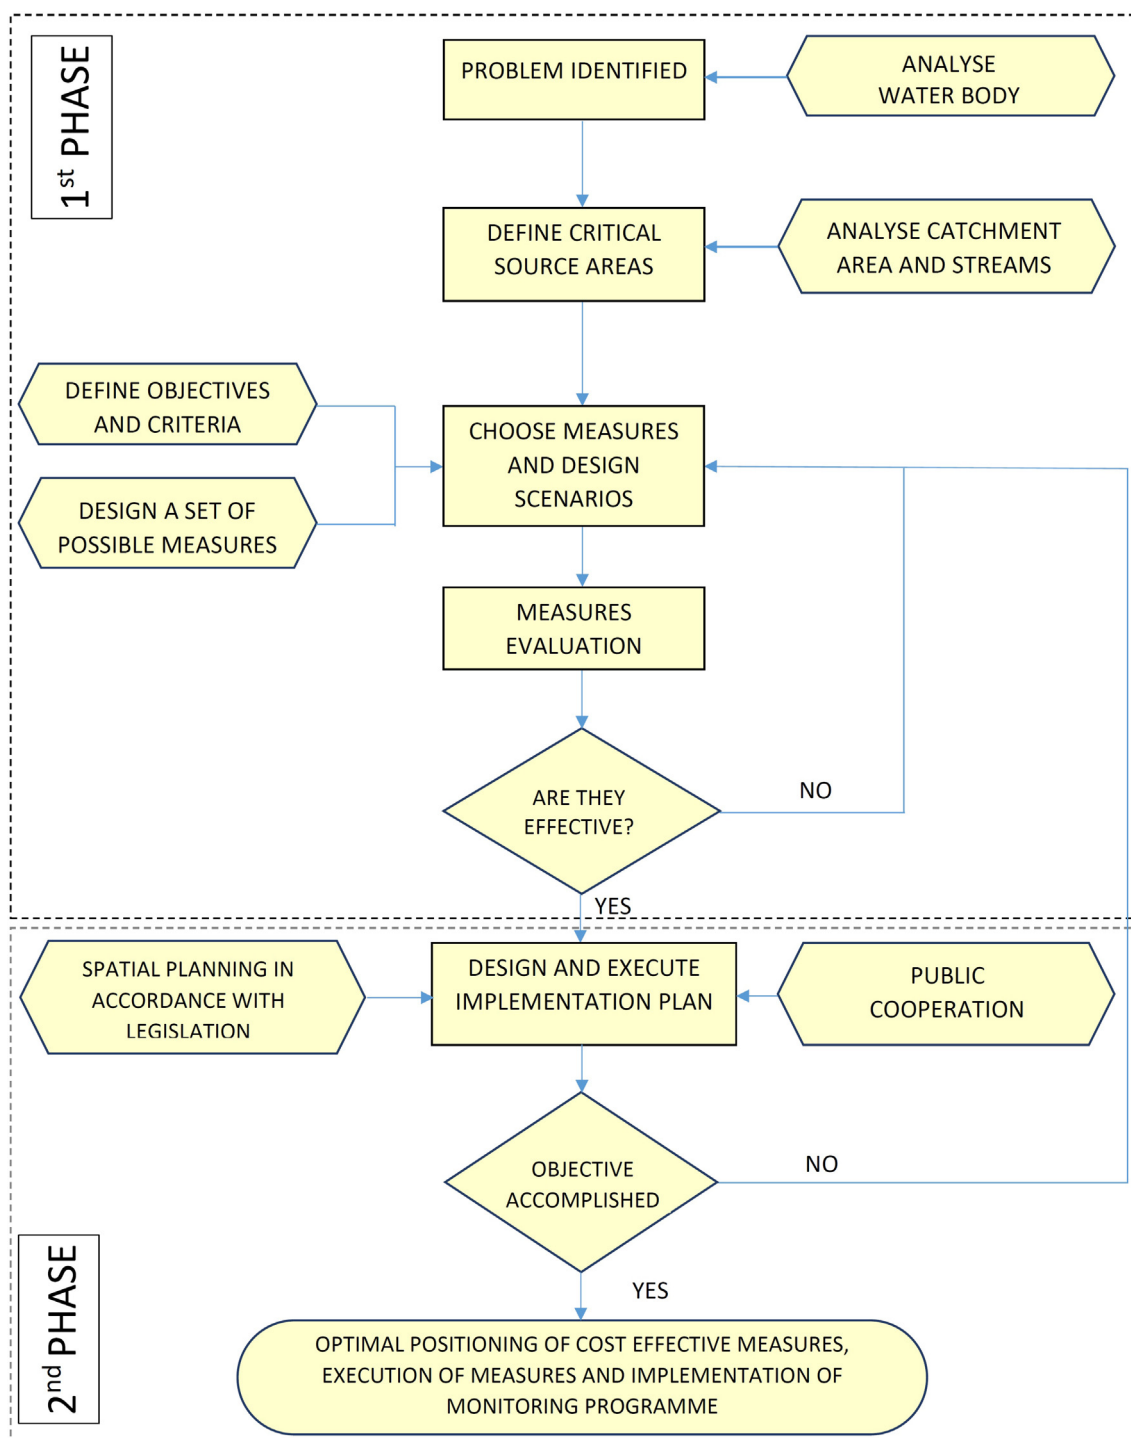 1st PHASE
PROBLEM IDENTIFIED
ANALYSE
WATER BODY
DEFINE CRITICAL
SOURCE AREAS
ANALYSE CATCHMENT
AREA AND STREAMS
DEFINE OBJECTIVES
AND CRITERIA
DESIGN A SET OF
POSSIBLE MEASURES
CHOOSE MEASURES
AND DESIGN
SCENARIOS
MEASURES
EVALUATION
ARE THEY
EFFECTIVE?
NO
YES
SPATIAL PLANNING IN
ACCORDANCE WITH
LEGISLATION
DESIGN AND EXECUTE
IMPLEMENTATION PLAN
PUBLIC
COOPERATION
OBJECTIVE
ACCOMPLISHED
NO
YES
2nd PHASE
OPTIMAL POSITIONING OF COST EFFECTIVE MEASURES,
EXECUTION OF MEASURES AND IMPLEMENTATION OF
MONITORING PROGRAMME